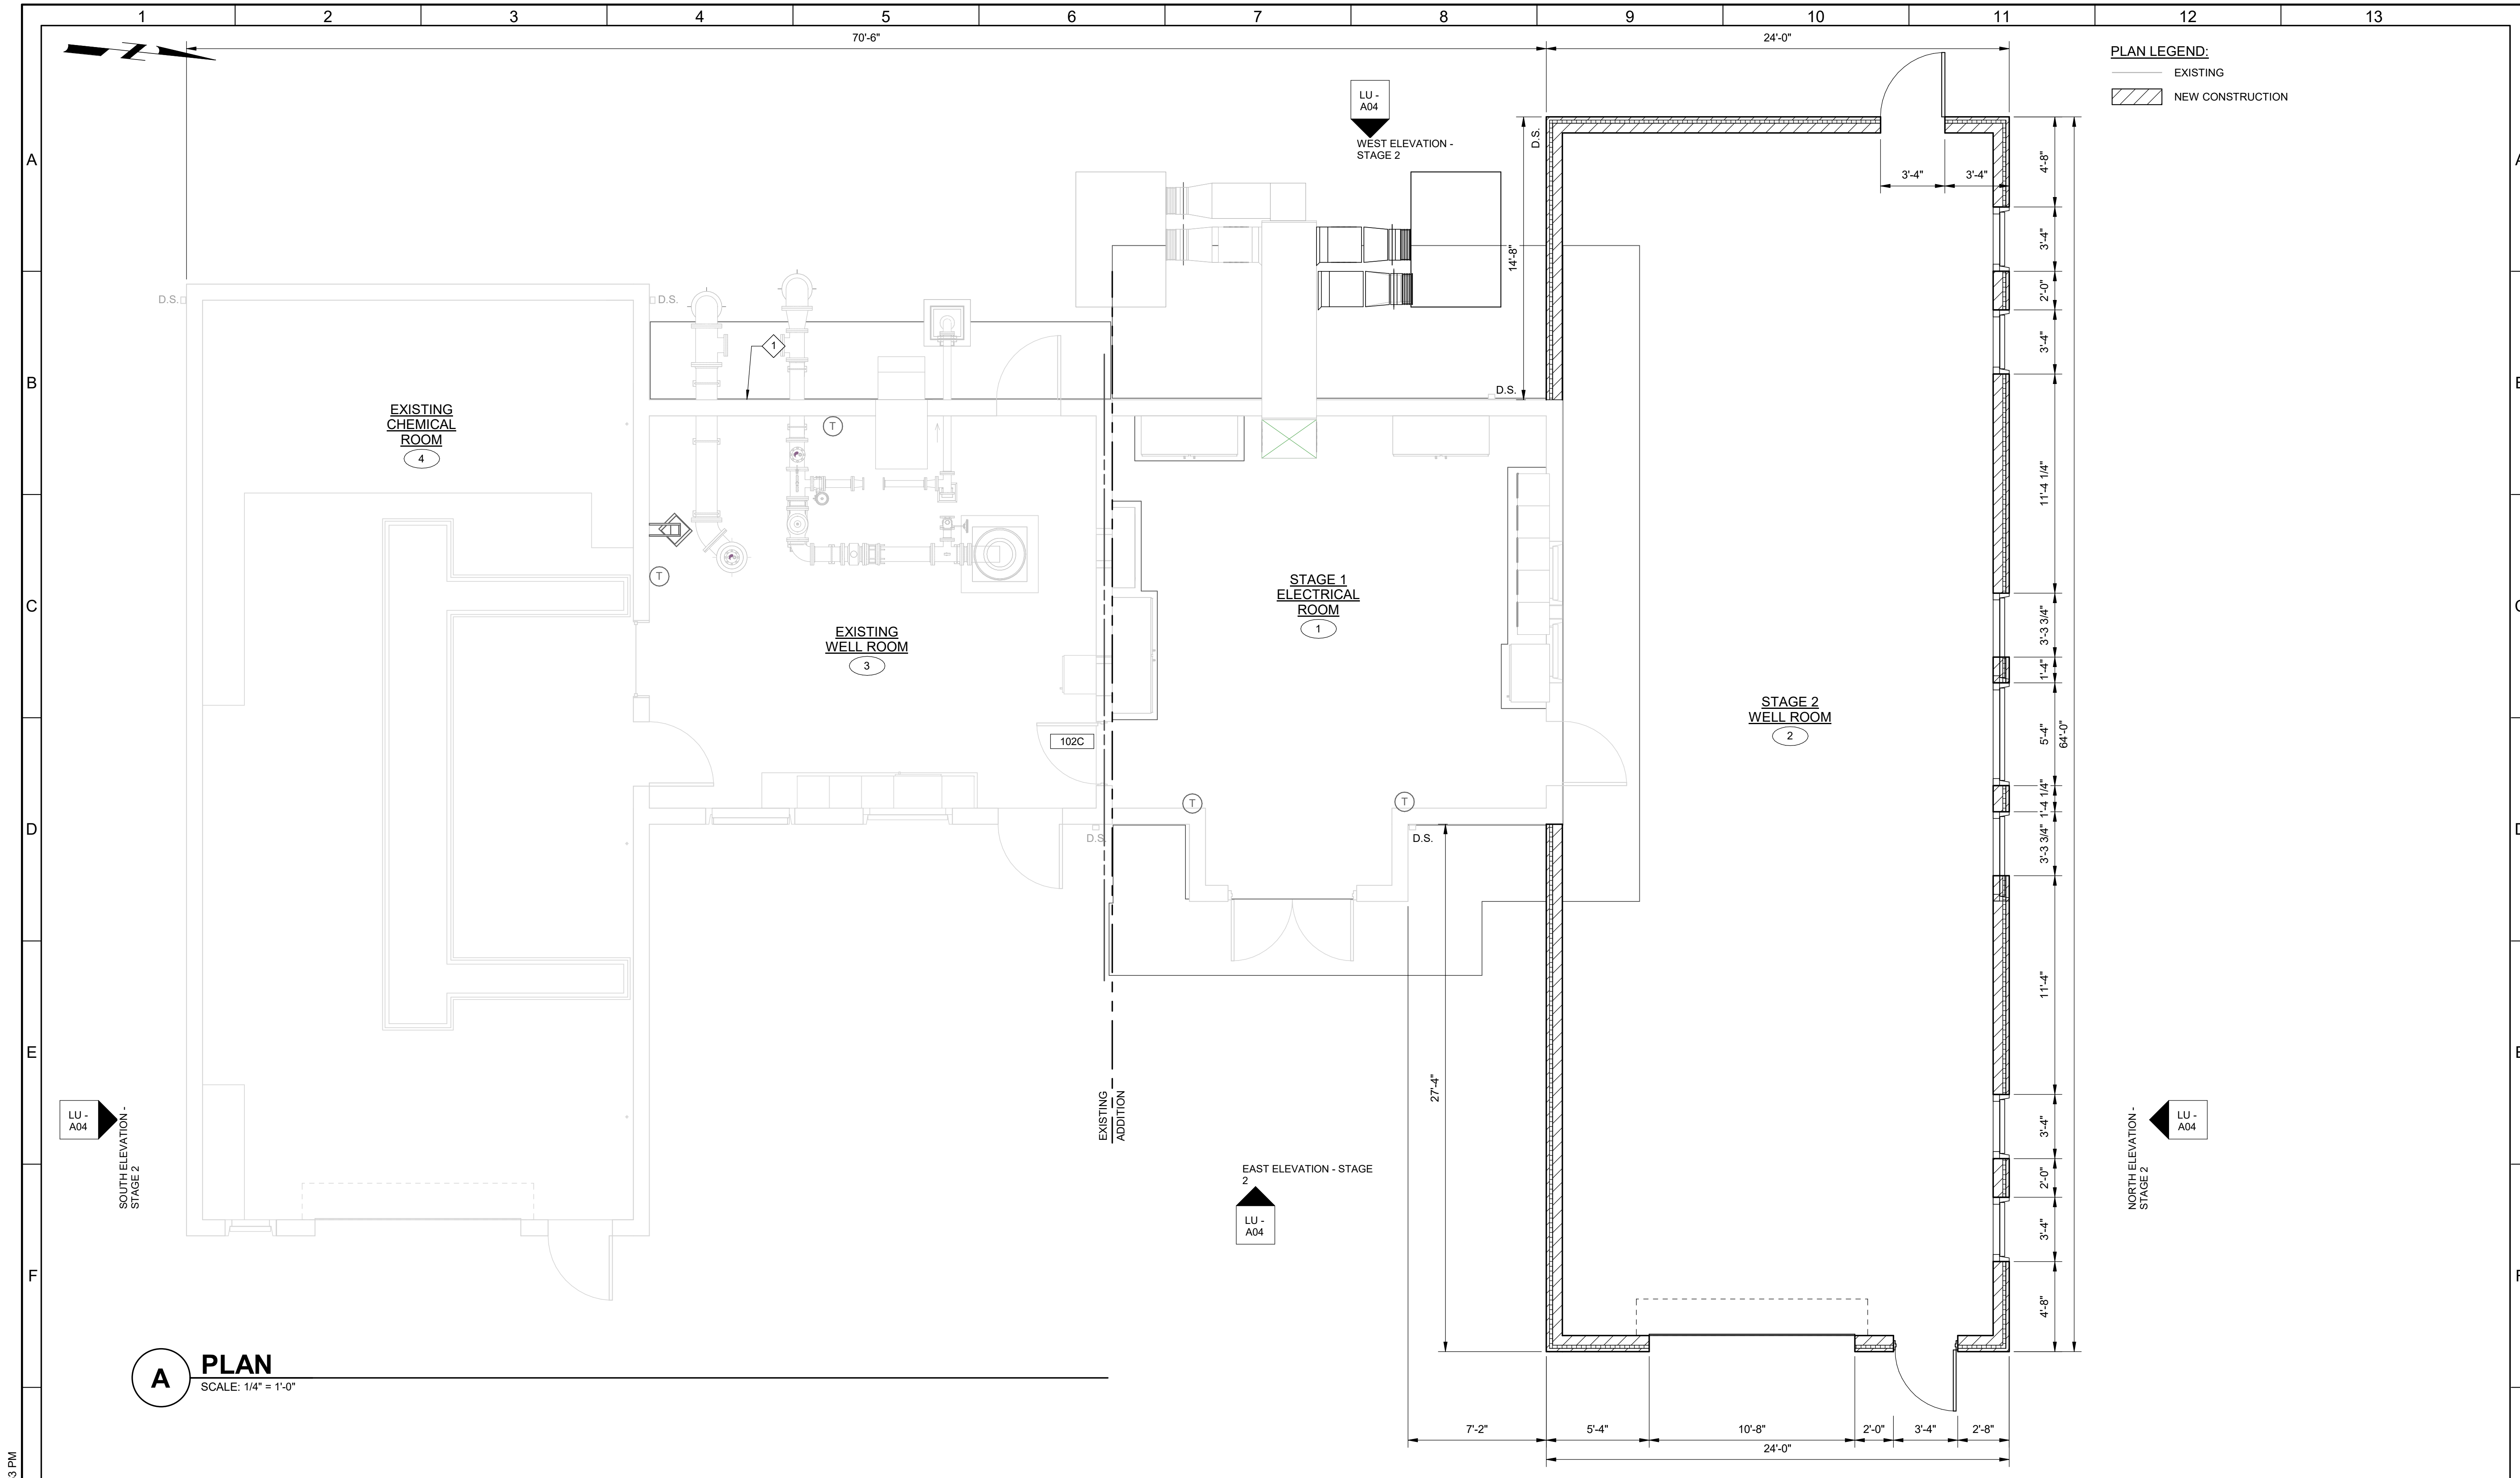 1 2 3 4 5 6 7 8 9 10 11 12 13
70'-6"
24'-0"
PLAN LEGEND:
EXISTING
NEW CONSTRUCTION
A
A
LU -
A04
WEST ELEVATION -
STAGE 2
D.S.
3'-4"
3'-4"
4'-8"
3'-4"
14'-8"
2'-0"
3'-4"
D.S.
D.S.
1
D.S.
B
B
EXISTING
CHEMICAL
ROOM
4
T
11'-4 1/4"
T
C
C
STAGE 1
ELECTRICAL
ROOM
1
EXISTING
WELL ROOM
3
3'-3 3/4"
1'-4"
STAGE 2
WELL ROOM
2
5'-4"
64'-0"
102C
1'-4 1/4"
3'-3 3/4"
T
T
D
D
D.S.
D.S.
11'-4"
E
E
27'-4"
EXISTING
ADDITION
LU -
A04
SOUTH ELEVATION -
STAGE 2
3'-4"
NORTH ELEVATION -
STAGE 2
LU -
A04
EAST ELEVATION - STAGE
2
LU -
A04
2'-0"
3'-4"
F
F
4'-8"
A
PLAN
SCALE: 1/4" = 1'-0"
7'-2"
5'-4"
10'-8"
2'-0"
3'-4"
2'-8"
24'-0"
3 PM